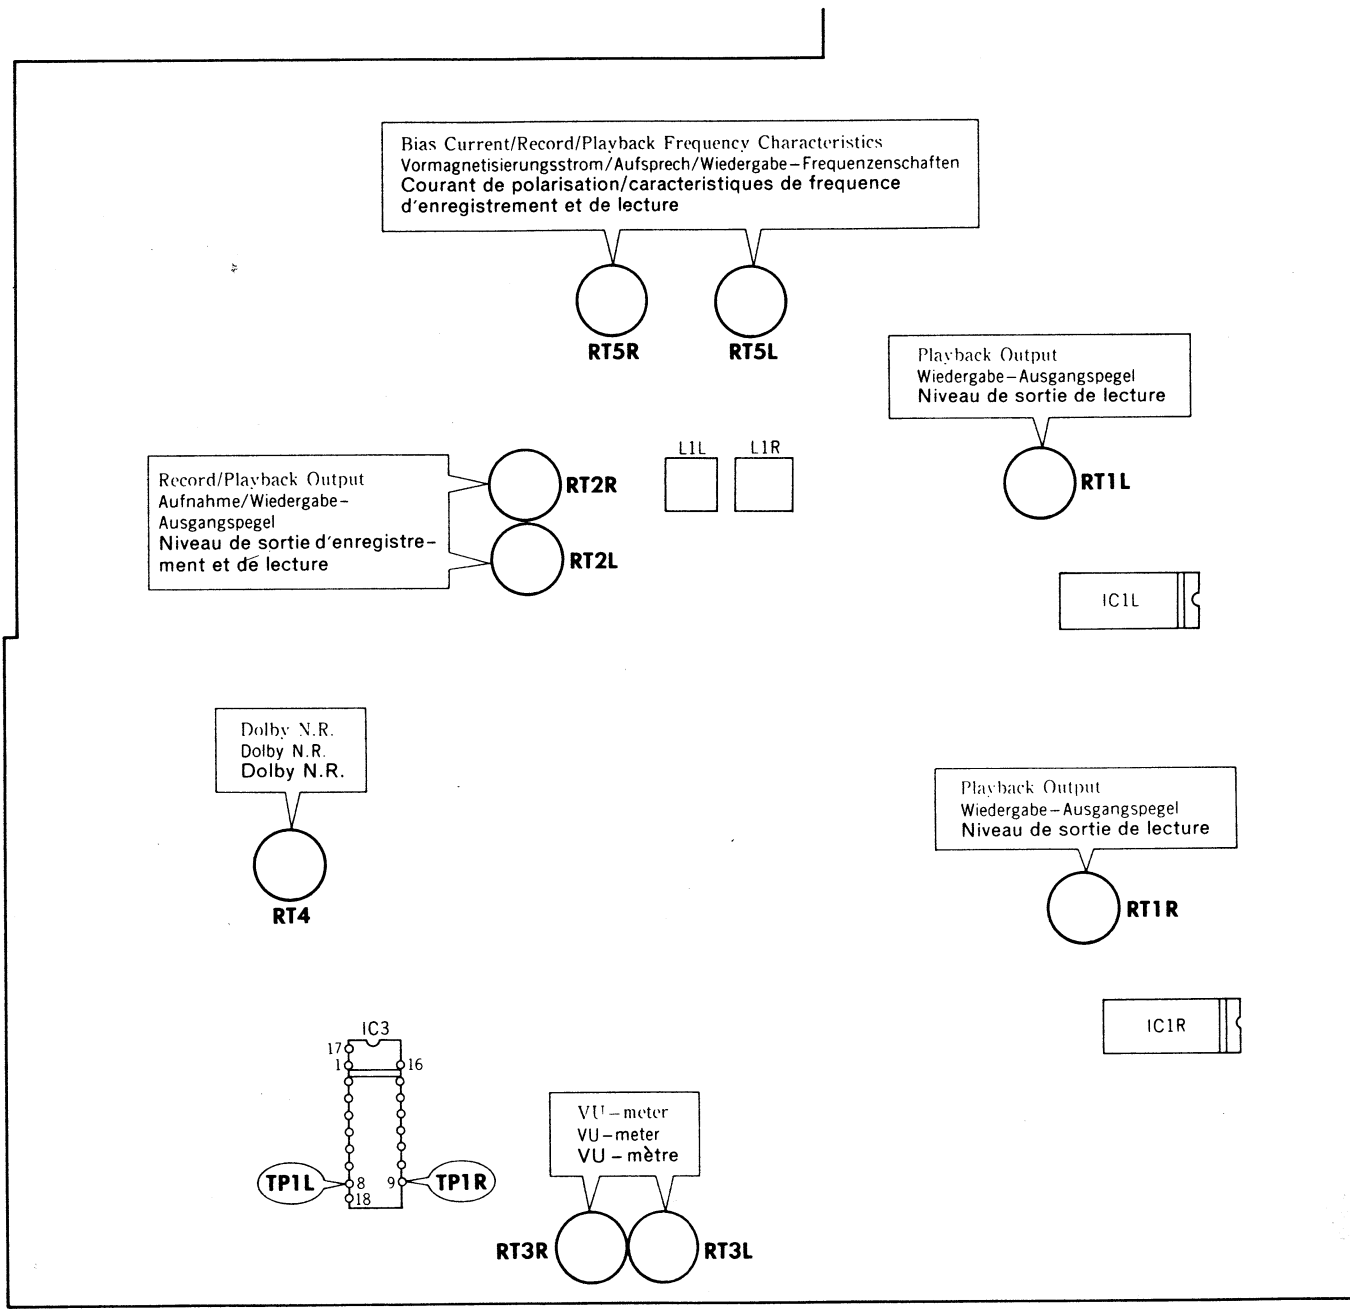 Bias Current/Record/Playback Frequency Characteristics
Vormagnetisierungsstrom/Aufsprech/Wiedergabe-Frequenzenschaften
Courant de polarisation/caracteristiques de frequence
d'enregistrement et de lecture
RT5R
RT5L
Playback Output
Wiedergabe-Ausgangspegel
Niveau de sortie de lecture
RT1L
L1L
L1R
Record/Playback Output
Aufnahme/Wiedergabe-
Ausgangspegel
Niveau de sortie d'enregistre-
ment et de lecture
RT2R
RT2L
IC1L
Dolby N.R.
Dolby N.R.
Dolby N.R.
RT4
Playback Output
Wiedergabe-Ausgangspegel
Niveau de sortie de lecture
RT1R
IC1R
IC3
17
1
16
TP1L
8
9
TP1R
18
VU-meter
VU-meter
VU-mètre
RT3R
RT3L